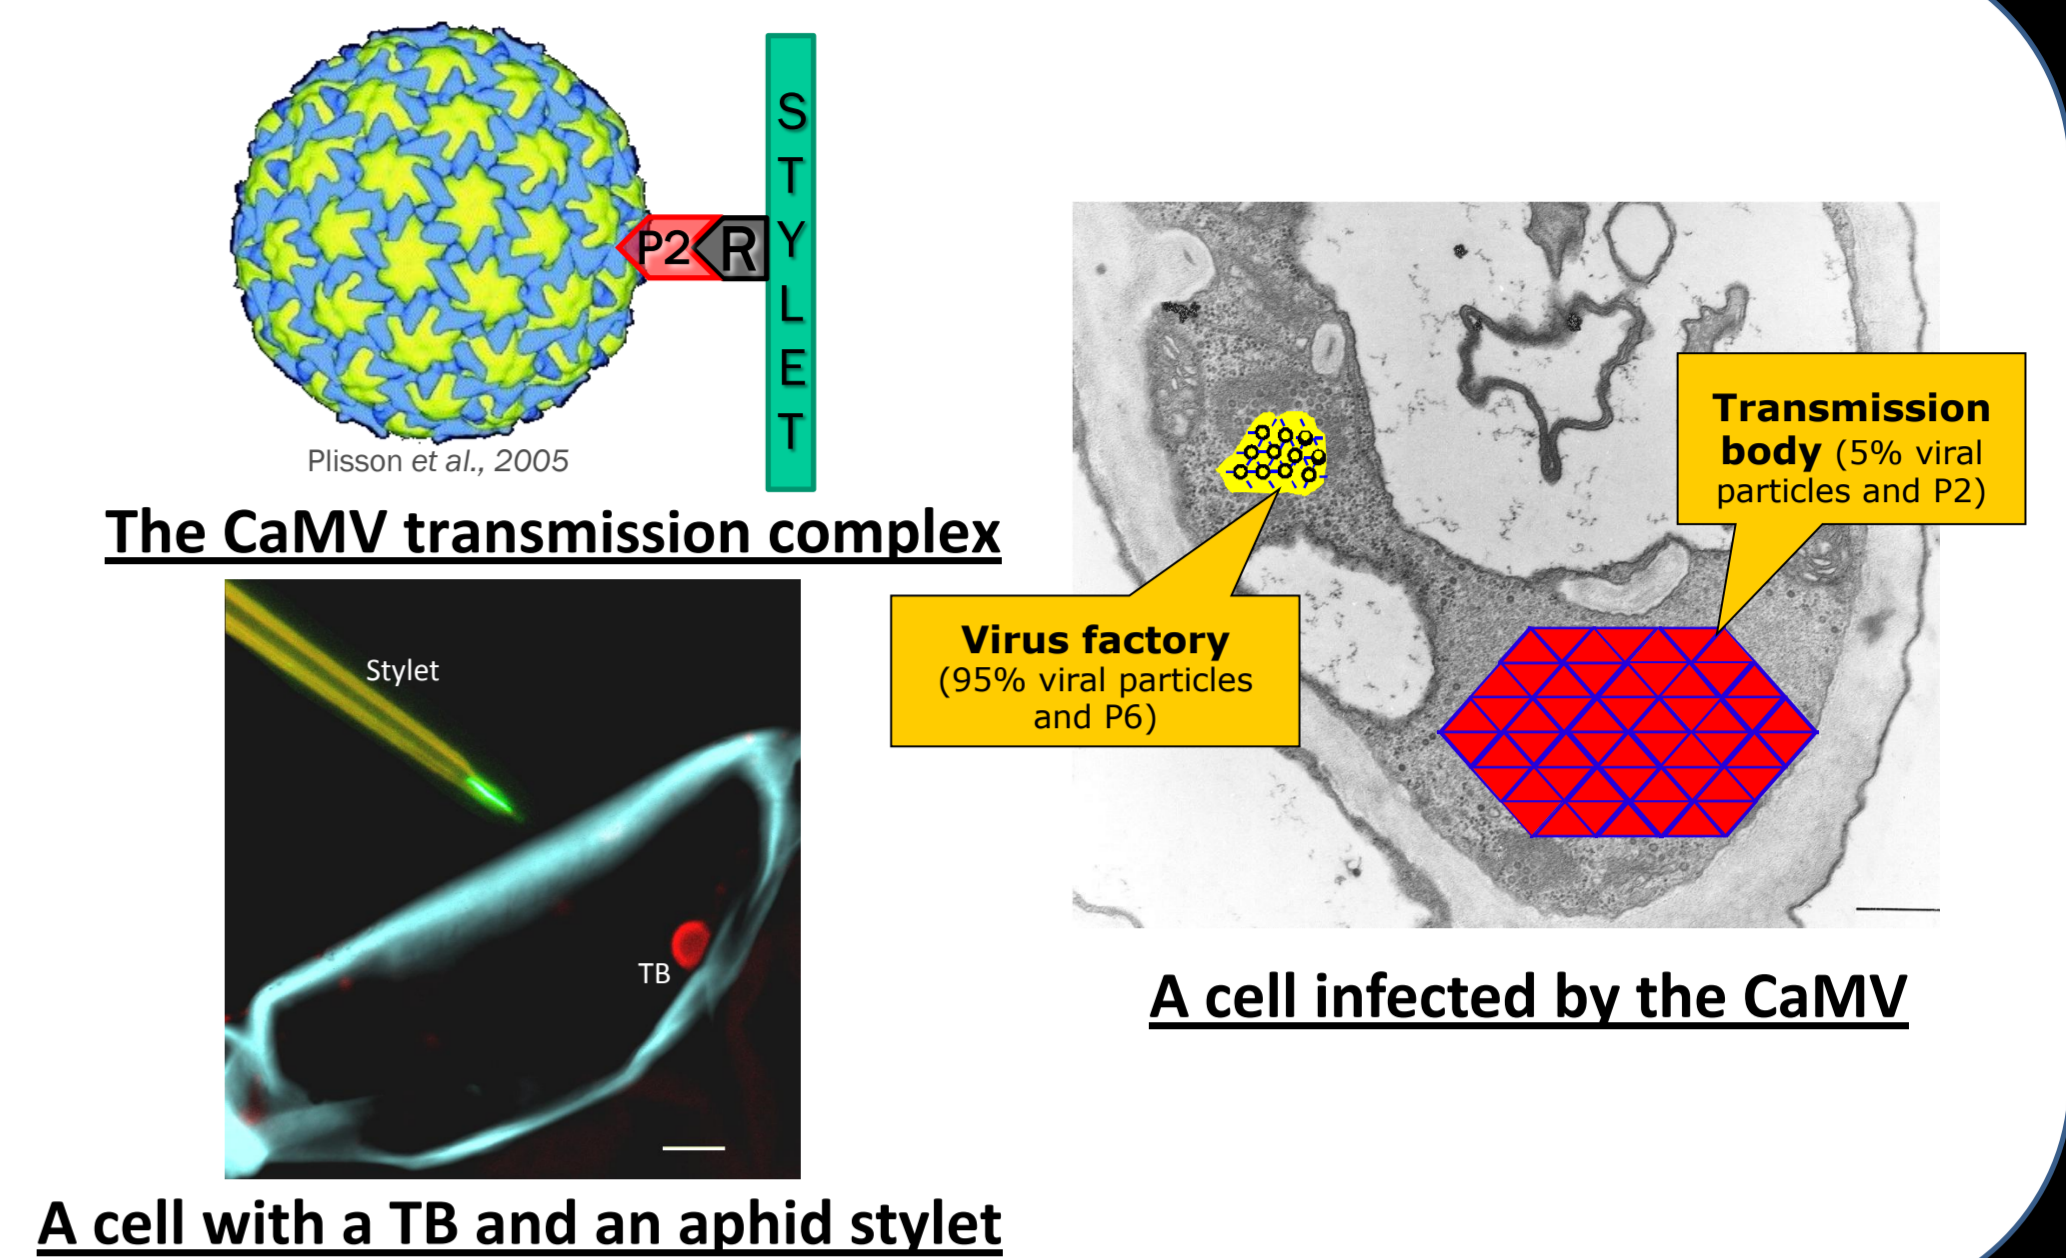 S
T
Y
L
E
T
P2
R
Plisson et al., 2005
The CaMV transmission complex
Stylet
TB
A cell with a TB and an aphid stylet
Transmission
body (5% viral
particles and P2)
Virus factory
(95% viral particles
and P6)
A cell infected by the CaMV